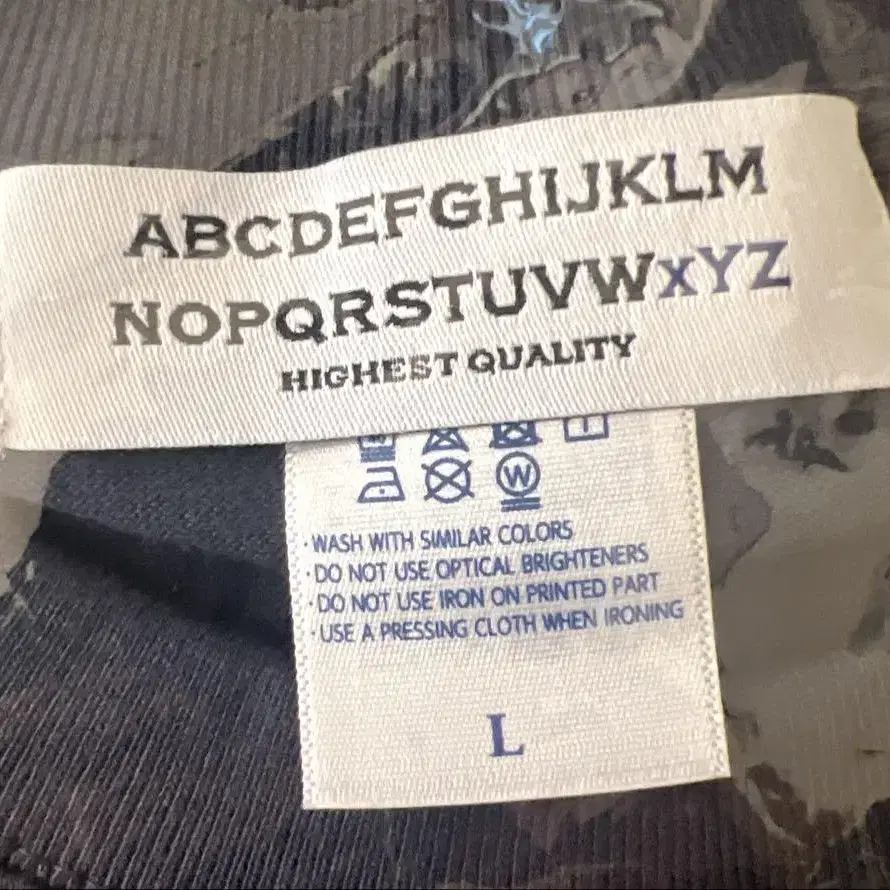 ABCDEFGHIJKLM
NOPQRSTUVWXYZ
HIGHEST QUALITY
W
· WASH WITH SIMILAR COLORS
· DO NOT USE OPTICAL BRIGHTENERS
· DO NOT USE IRON ON PRINTED PART
· USE A PRESSING CLOTH WHEN IRONING
L